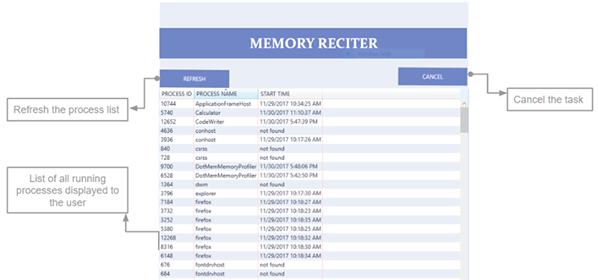 MEMORY RECITER
REFRESH
CANCEL
Refresh the process list
Cancel the task
List of all running
processes displayed to
the user
PROCESS ID PROCESS NAME START TIME
10744 ApplicationFrameHost 11/29/2017 10:34:25 AM
5740 Calculator 11/30/2017 11:10:37 AM
12652 CodeWriter 11/30/2017 5:47:39 PM
4636 conhost not found
3936 conhost 11/29/2017 10:17:26 AM
840 csrss not found
728 csrss not found
9700 DotMemMemoryProfiler 11/30/2017 5:48:06 PM
6528 DotMemMemoryProfiler 11/30/2017 5:42:50 PM
1364 dwm not found
3796 explorer 11/29/2017 10:17:30 AM
7184 firefox 11/29/2017 10:18:27 AM
3732 firefox 11/29/2017 10:18:23 AM
3252 firefox 11/29/2017 10:18:35 AM
5380 firefox 11/29/2017 10:18:25 AM
12268 firefox 11/29/2017 10:18:32 AM
8316 firefox 11/29/2017 10:18:30 AM
6148 firefox 11/29/2017 10:18:34 AM
676 fontdrvhost not found
684 fontdrvhost not found